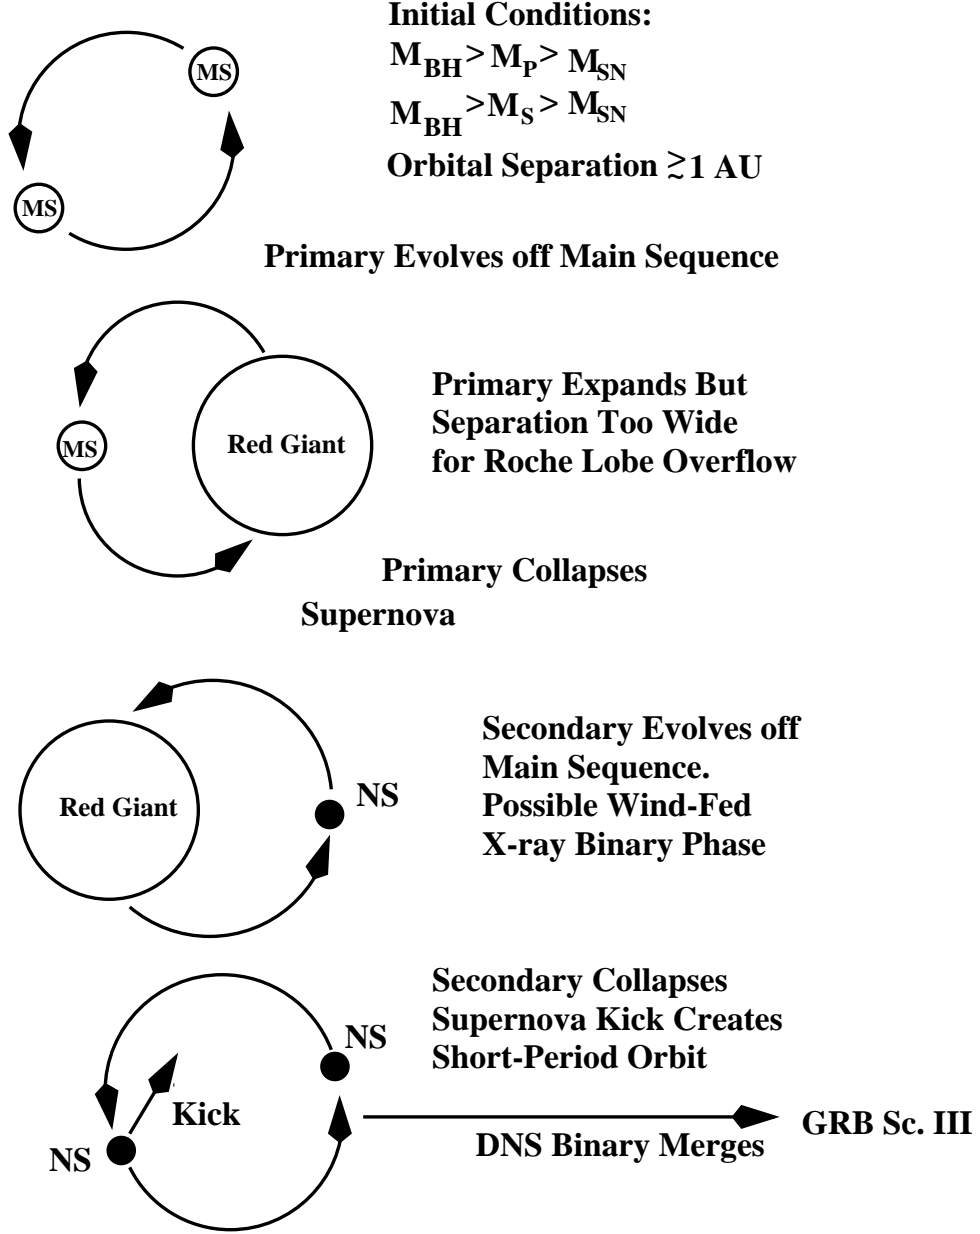 Initial Conditions:
M_BH > M_P > M_SN
M_BH > M_S > M_SN
Orbital Separation ≳ 1 AU
MS
MS
Primary Evolves off Main Sequence
Primary Expands But
Separation Too Wide
for Roche Lobe Overflow
MS
Red Giant
Primary Collapses
Supernova
Secondary Evolves off
Main Sequence.
Possible Wind-Fed
X-ray Binary Phase
Red Giant
NS
Secondary Collapses
Supernova Kick Creates
Short-Period Orbit
NS
Kick
NS
DNS Binary Merges
GRB Sc. III